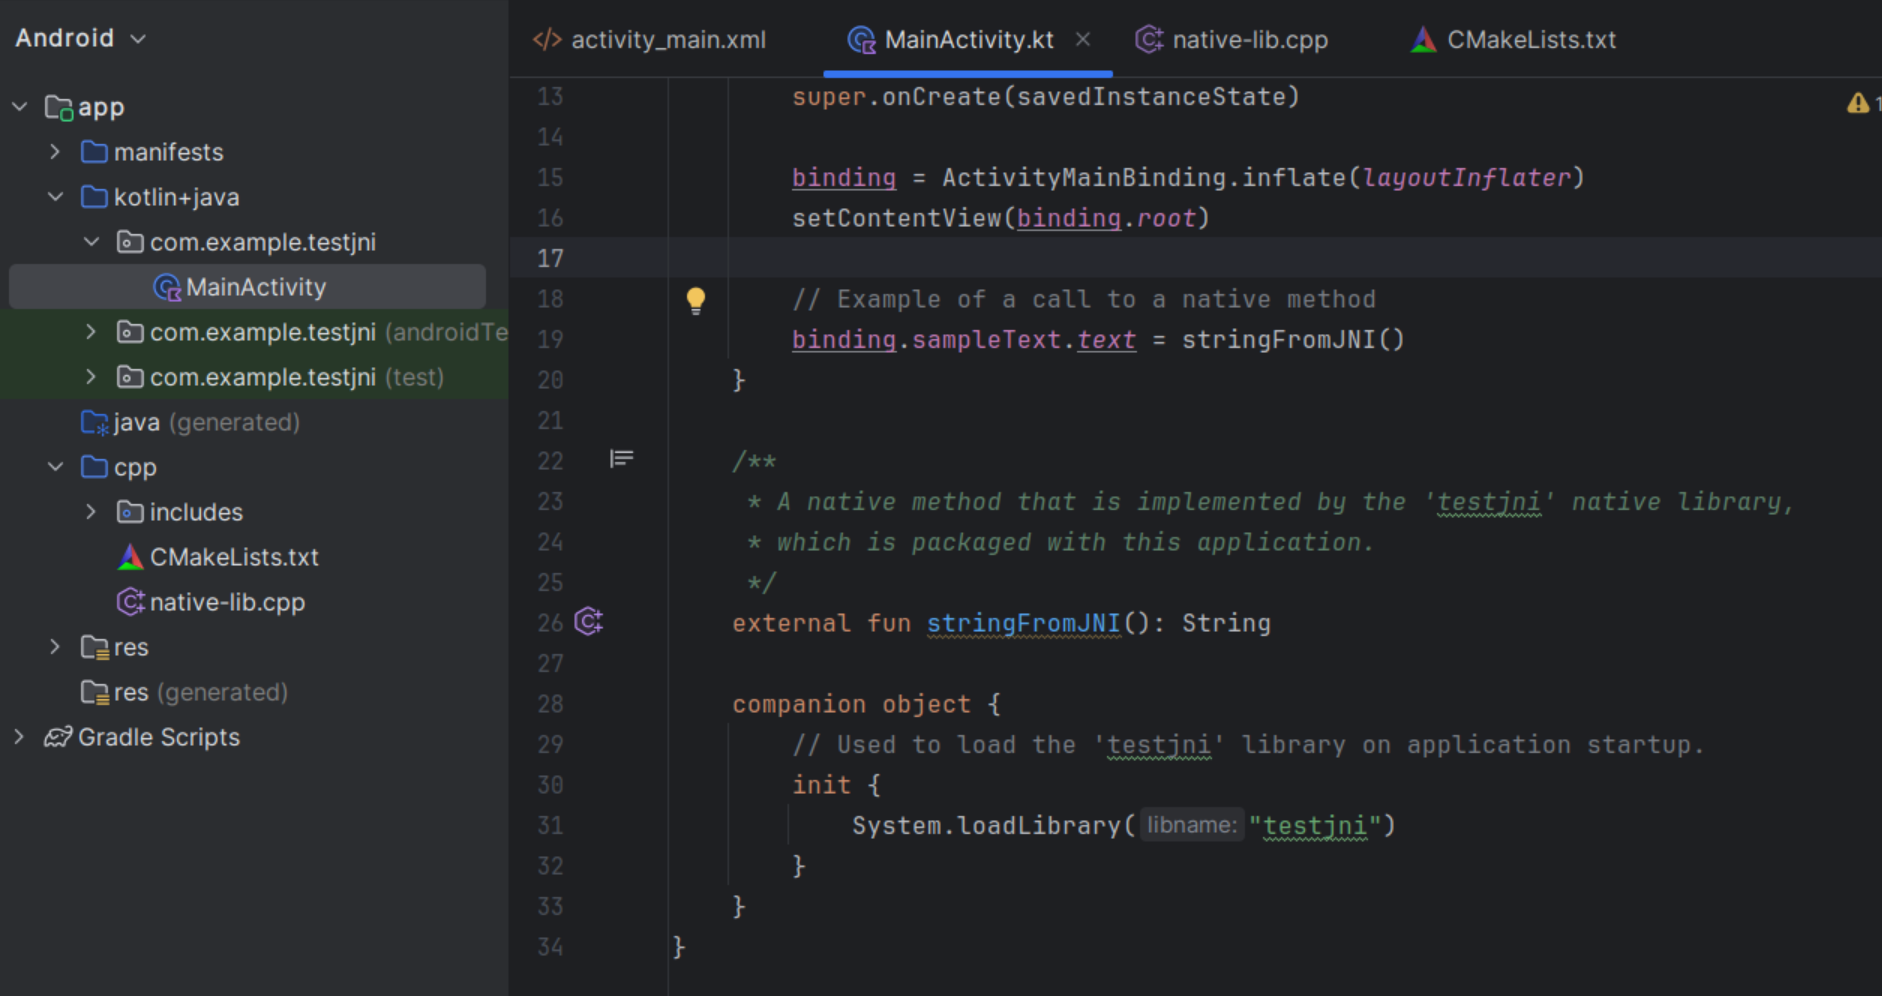 Android
app
manifests
kotlin+java
com.example.testjni
MainActivity
com.example.testjni (androidTe
com.example.testjni (test)
java (generated)
cpp
includes
CMakeLists.txt
native-lib.cpp
res
res (generated)
Gradle Scripts
activity_main.xml MainActivity.kt native-lib.cpp CMakeLists.txt
13 super.onCreate(savedInstanceState)
1
14
15 binding = ActivityMainBinding.inflate(layoutInflater)
16 setContentView(binding.root)
17
18 // Example of a call to a native method
19 binding.sampleText.text = stringFromJNI()
20 }
21
22 /**
23 * A native method that is implemented by the 'testjni' native library,
24 * which is packaged with this application.
25 */
26 external fun stringFromJNI(): String
27
28 companion object {
29 // Used to load the 'testjni' library on application startup.
30 init {
31 System.loadLibrary( libname: "testjni")
32 }
33 }
34 }